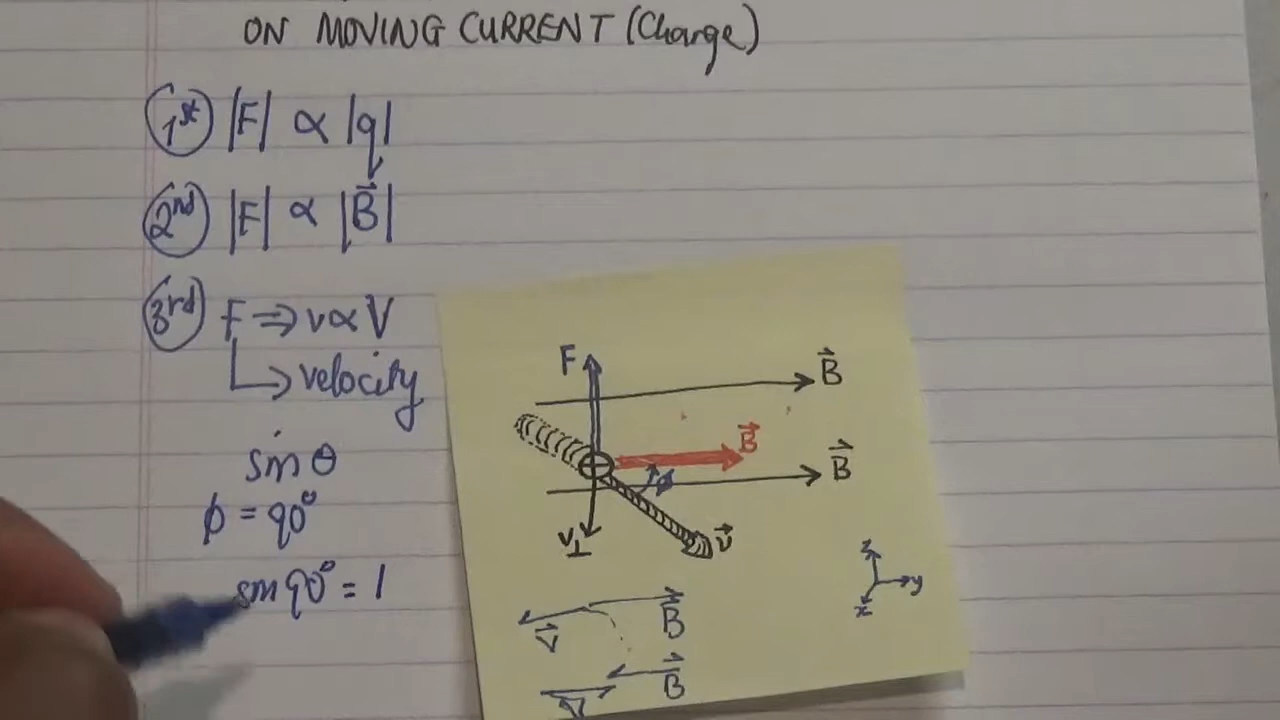 ON MOVING CURRENT (Charge)
1st |F| ∝ |q|
2nd |F| ∝ |B⃗|
3rd F ⇒ v ∝ V
↳ velocity
sin θ
ϕ = 90°
sin 90° = 1
F
B⃗
B⃗
B⃗
ϕ
V⊥
v⃗
z
y
x
v⃗
B⃗
B⃗
v⃗